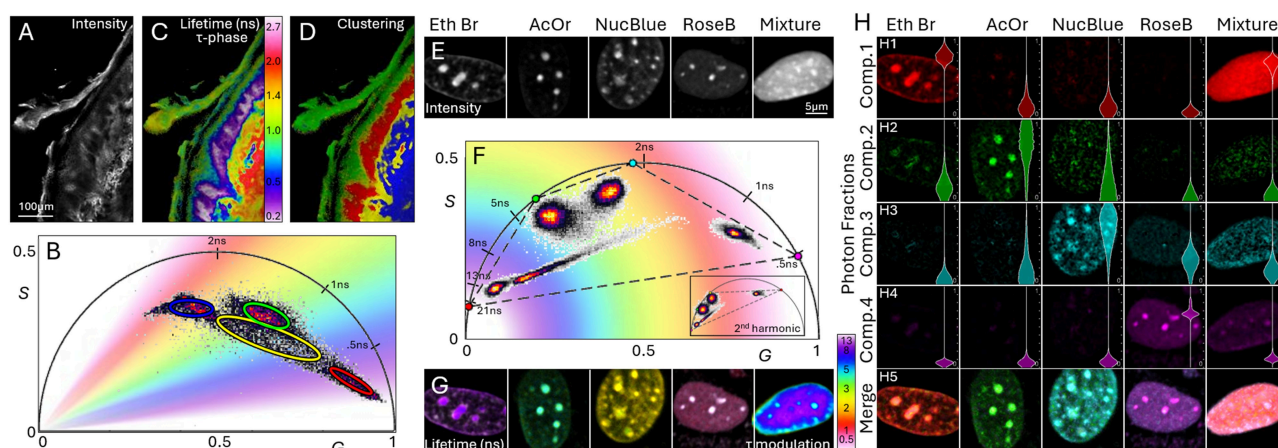 A
Intensity
100μm
C
Lifetime (ns)
τ-phase
2.7
2.0
1.4
1.0
0.6
0.2
D
Clustering
B
0.5
S
0
2ns
1ns
.5ns
0
0.5
G
1
Eth Br
AcOr
NucBlue
RoseB
Mixture
E
Intensity
5μm
F
0.5
S
0
2ns
1ns
5ns
8ns
13ns
21ns
.5ns
2nd harmonic
0
0.5
G
1
13
8
5
3
2
1
0.5
G
Lifetime (ns)
τ modulation
H
Eth Br
AcOr
NucBlue
RoseB
Mixture
Photon Fractions
Comp.1
H1
Comp.2
H2
Comp.3
H3
Comp.4
H4
Merge
H5